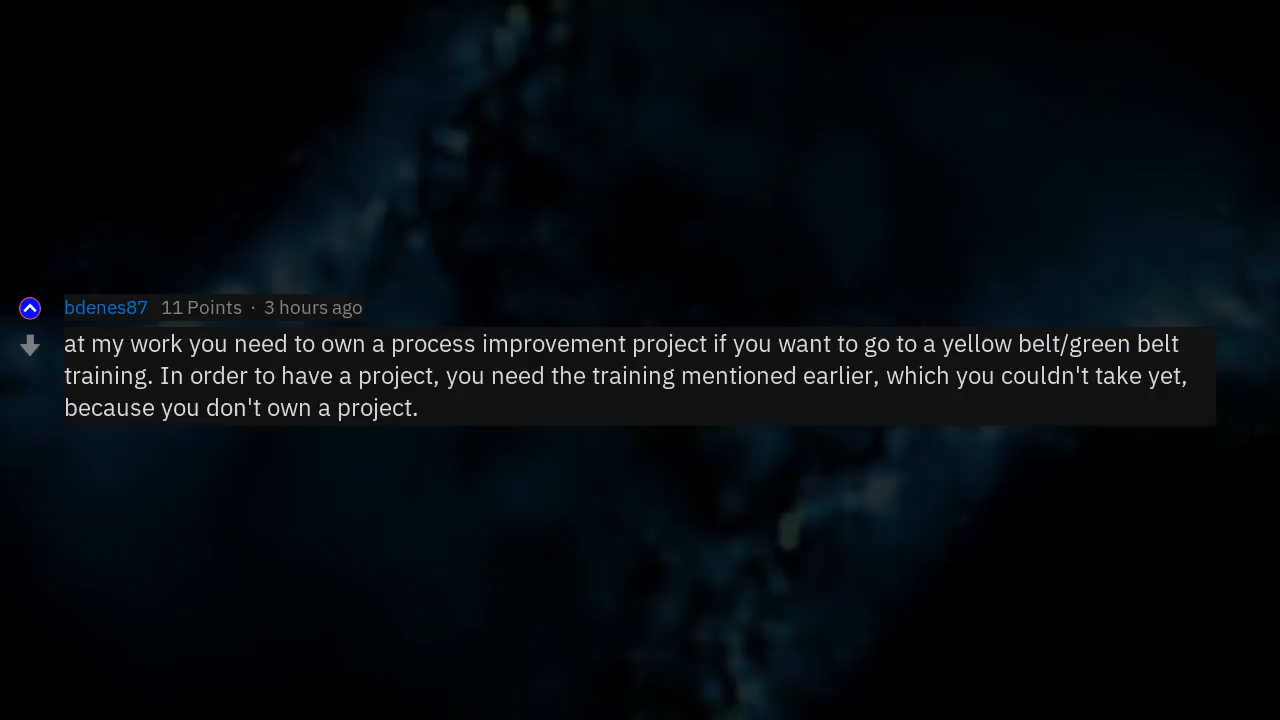 bdenes87 11 Points · 3 hours ago
at my work you need to own a process improvement project if you want to go to a yellow belt/green belt
training. In order to have a project, you need the training mentioned earlier, which you couldn't take yet,
because you don't own a project.